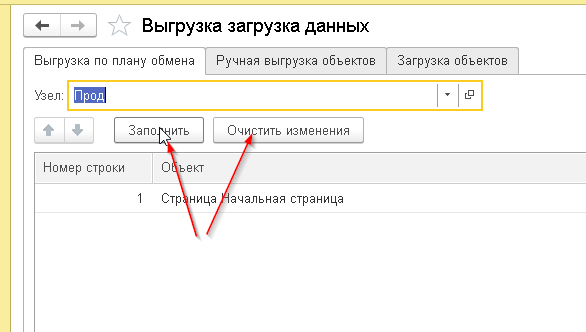 Выгрузка загрузка данных
Выгрузка по плану обмена Ручная выгрузка объектов Загрузка объектов
Узел: Прод
Заполнить Очистить изменения
Номер строки Объект
1 Страница Начальная страница